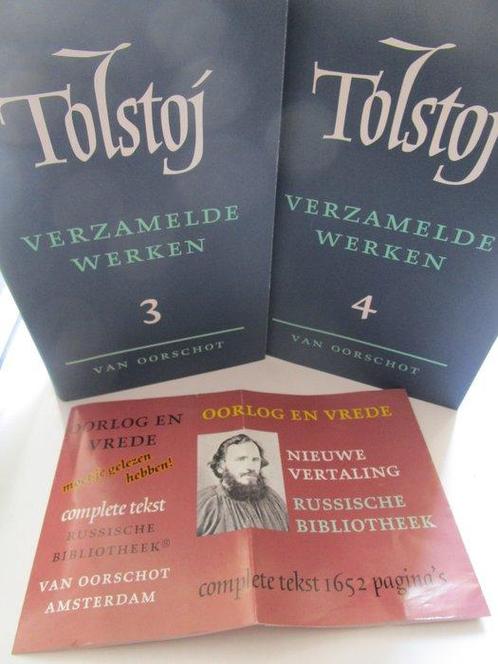 Tolstoj
VERZAMELDE
WERKEN
3
VAN OORSCHOT
Tolstoj
VERZAMELDE
WERKEN
4
VAN OORSCHOT
OORLOG EN
VREDE
moet je gelezen
hebben!
complete tekst
RUSSISCHE
BIBLIOTHEEK®
VAN OORSCHOT
AMSTERDAM
OORLOG EN VREDE
NIEUWE
VERTALING
RUSSISCHE
BIBLIOTHEEK
complete tekst 1652 pagina's